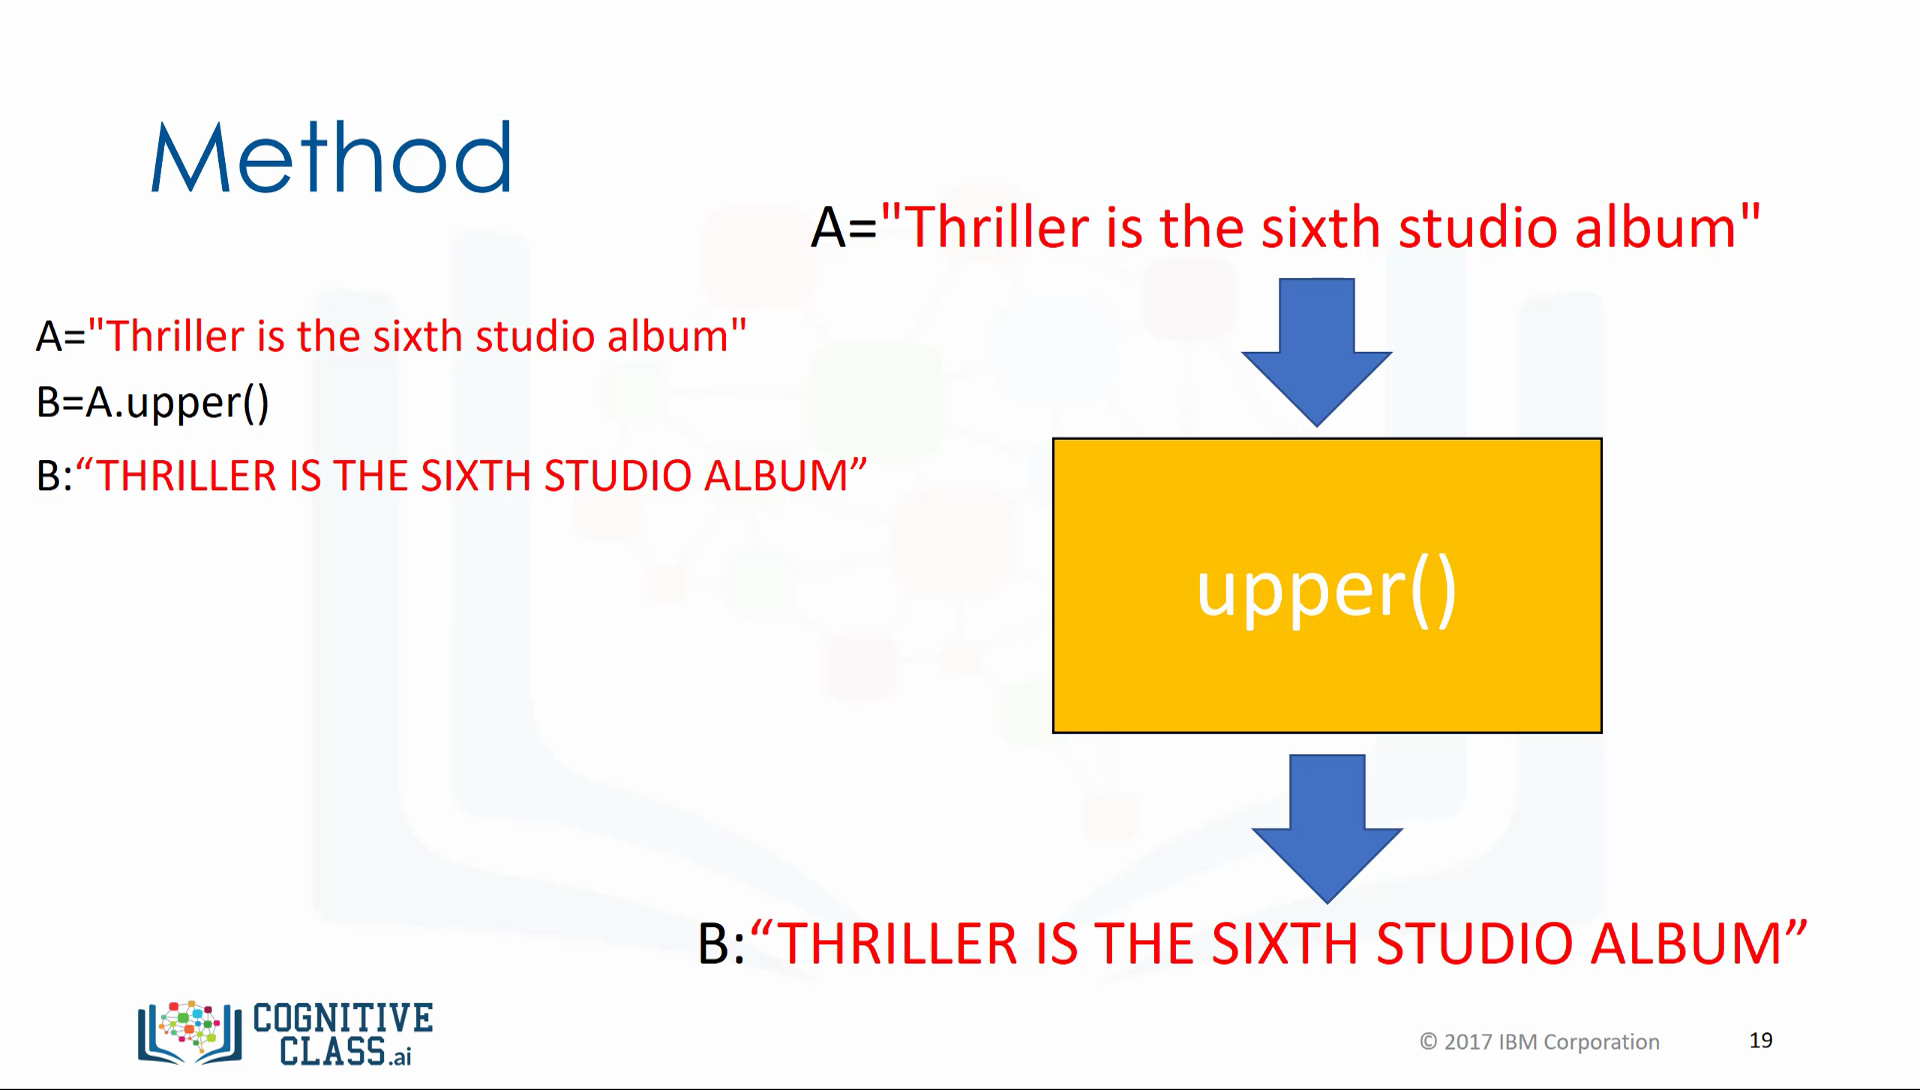 Method
A="Thriller is the sixth studio album"
B=A.upper()
B:“THRILLER IS THE SIXTH STUDIO ALBUM”
A="Thriller is the sixth studio album"
upper()
B:“THRILLER IS THE SIXTH STUDIO ALBUM”
COGNITIVE
CLASS.ai
© 2017 IBM Corporation
19